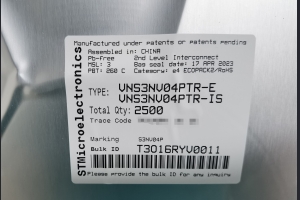 Manufactured under patents or patents pending
Assembled in: CHINA
Pb-free 2nd Level Interconnect
MSL: 3 Bag seal date: 17 APR 2023
PBT: 260 C Category: e4 ECOPACK2/RoHS
TYPE: VNS3NV04PTR-E
VNS3NV04PTR-IS
Total Qty: 2500
Trace Code
Marking S3NV04P
Bulk ID T3016RYV0011
Please provide the bulk ID for any inquiry
STMicroelectronics